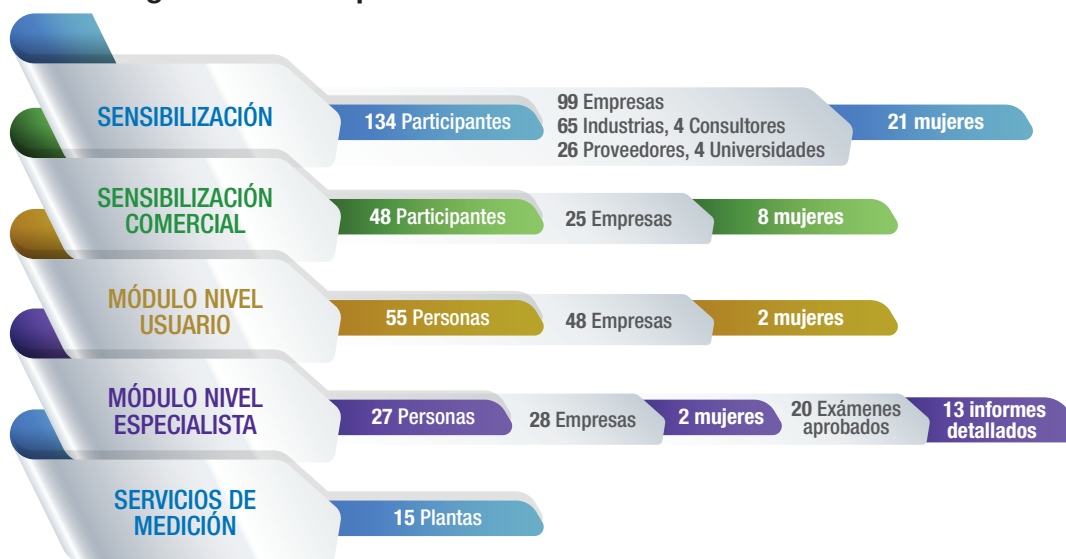 SENSIBILIZACIÓN
134 Participantes
99 Empresas
65 Industrias, 4 Consultores
26 Proveedores, 4 Universidades
21 mujeres
SENSIBILIZACIÓN
COMERCIAL
48 Participantes
25 Empresas
8 mujeres
MÓDULO NIVEL
USUARIO
55 Personas
48 Empresas
2 mujeres
MÓDULO NIVEL
ESPECIALISTA
27 Personas
28 Empresas
2 mujeres
20 Exámenes
aprobados
13 informes
detallados
SERVICIOS DE
MEDICIÓN
15 Plantas